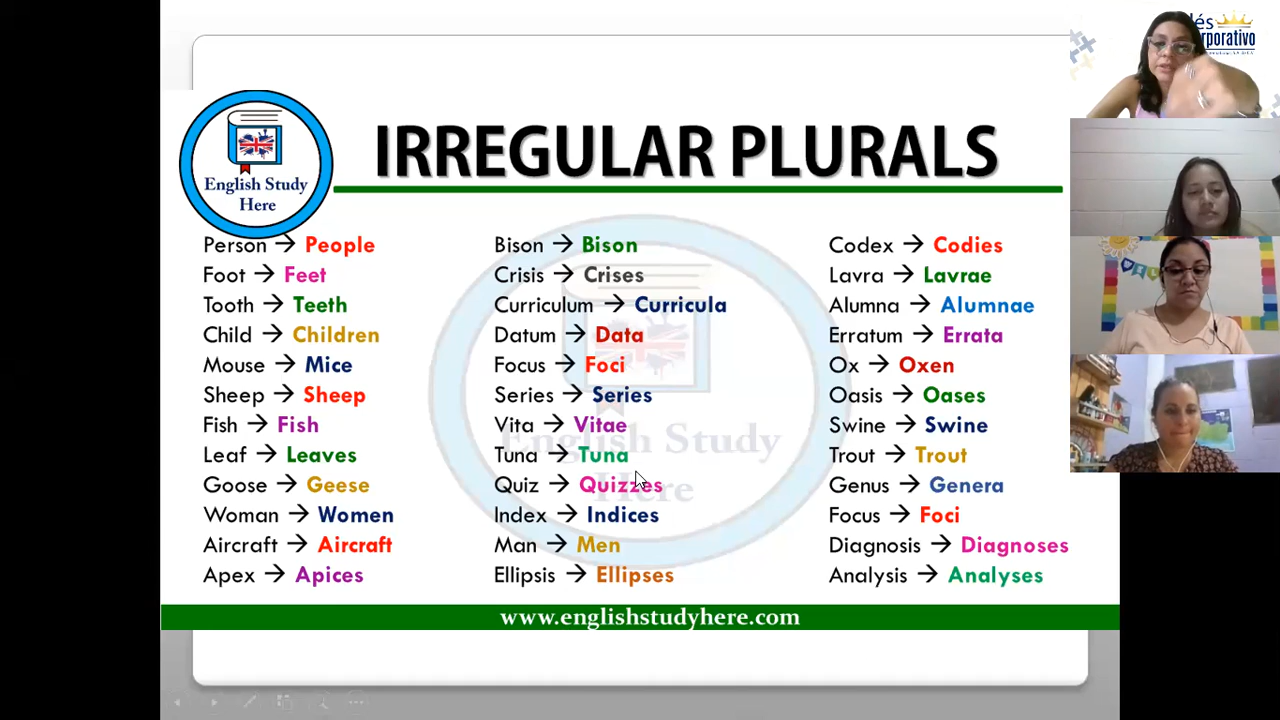 IRREGULAR PLURALS
English Study
Here
Person → People
Foot → Feet
Tooth → Teeth
Child → Children
Mouse → Mice
Sheep → Sheep
Fish → Fish
Leaf → Leaves
Goose → Geese
Woman → Women
Aircraft → Aircraft
Apex → Apices
Bison → Bison
Crisis → Crises
Curriculum → Curricula
Datum → Data
Focus → Foci
Series → Series
Vita → Vitae
Tuna → Tuna
Quiz → Quizzes
Index → Indices
Man → Men
Ellipsis → Ellipses
Codex → Codies
Lavra → Lavrae
Alumna → Alumnae
Erratum → Errata
Ox → Oxen
Oasis → Oases
Swine → Swine
Trout → Trout
Genus → Genera
Focus → Foci
Diagnosis → Diagnoses
Analysis → Analyses
English Study
Here
www.englishstudyhere.com